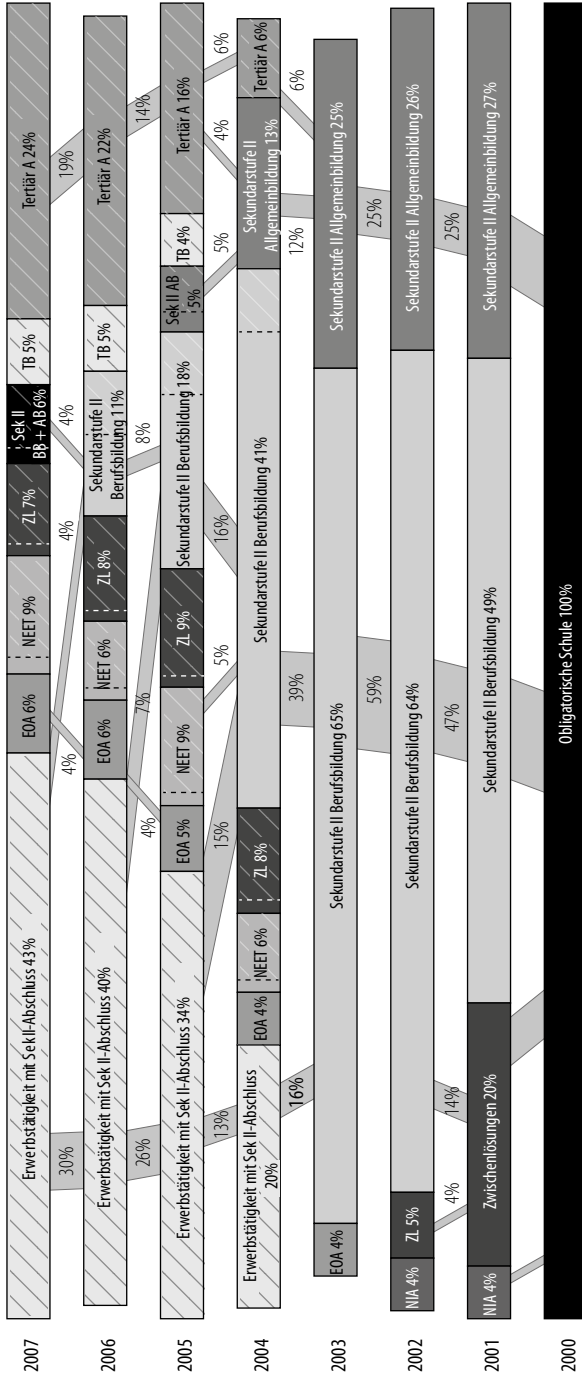 2007
Erwerbstätigkeit mit Sek II-Abschluss 43%
EOA 6%
NEET 9%
ZL 7%
Sek II
BB + AB 6%
TB 5%
Tertiär A 24%
30%
4%
4%
4%
19%
2006
Erwerbstätigkeit mit Sek II-Abschluss 40%
EOA 6%
NEET 6%
ZL 8%
Sekundarstufe II
Berufsbildung 11%
TB 5%
Tertiär A 22%
26%
4%
7%
8%
14%
2005
Erwerbstätigkeit mit Sek II-Abschluss 34%
EOA 5%
NEET 9%
ZL 9%
Sekundarstufe II Berufsbildung 18%
Sek II AB
5%
TB 4%
Tertiär A 16%
13%
15%
5%
16%
5%
4%
6%
2004
Erwerbstätigkeit mit Sek II-Abschluss
20%
EOA 4%
NEET 6%
ZL 8%
Sekundarstufe II Berufsbildung 41%
Sekundarstufe II
Allgemeinbildung 13%
Tertiär A 6%
16%
39%
12%
6%
2003
EOA 4%
Sekundarstufe II Berufsbildung 65%
Sekundarstufe II Allgemeinbildung 25%
59%
25%
2002
NIA 4%
ZL 5%
Sekundarstufe II Berufsbildung 64%
Sekundarstufe II Allgemeinbildung 26%
4%
14%
47%
25%
2001
NIA 4%
Zwischenlösungen 20%
Sekundarstufe II Berufsbildung 49%
Sekundarstufe II Allgemeinbildung 27%
2000
Obligatorische Schule 100%